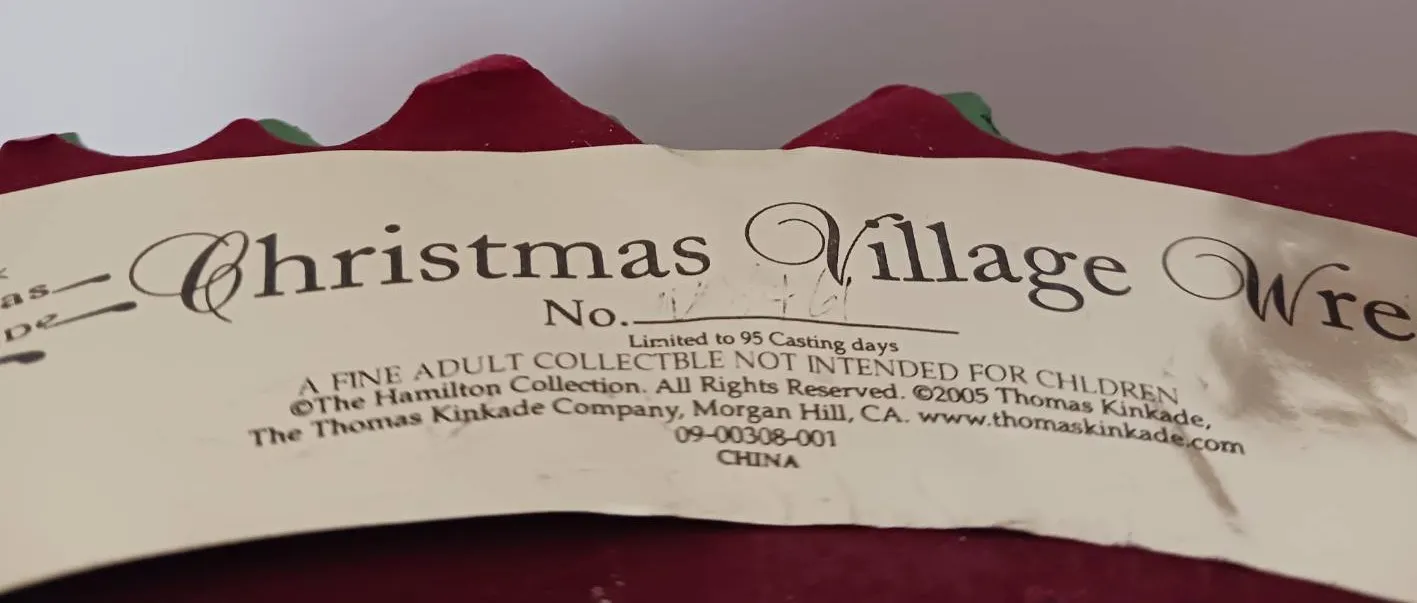 Christmas Village Wre
No.
Limited to 95 Casting days
A FINE ADULT COLLECTBLE NOT INTENDED FOR CHLDREN
©The Hamilton Collection. All Rights Reserved. ©2005 Thomas Kinkade,
The Thomas Kinkade Company, Morgan Hill, CA. www.thomaskinkade.com
09-00308-001
CHINA